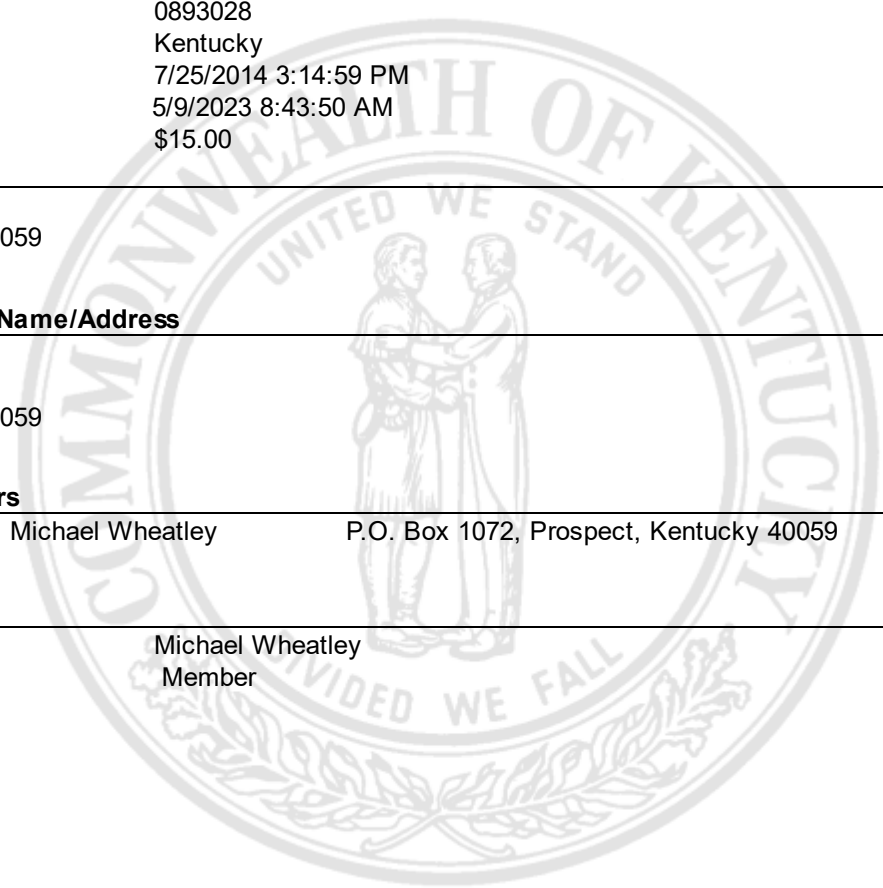 0893028
Kentucky
7/25/2014 3:14:59 PM
5/9/2023 8:43:50 AM
$15.00
059
Name/Address
059
rs
Michael Wheatley P.O. Box 1072, Prospect, Kentucky 40059
Michael Wheatley
Member
COMMONWEALTH OF KENTUCKY
UNITED WE STAND
DIVIDED WE FALL